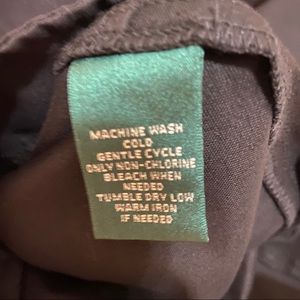 MACHINE WASH
COLD
GENTLE CYCLE
ONLY NON-CHLORINE
BLEACH WHEN
NEEDED
TUMBLE DRY LOW
WARM IRON
IF NEEDED